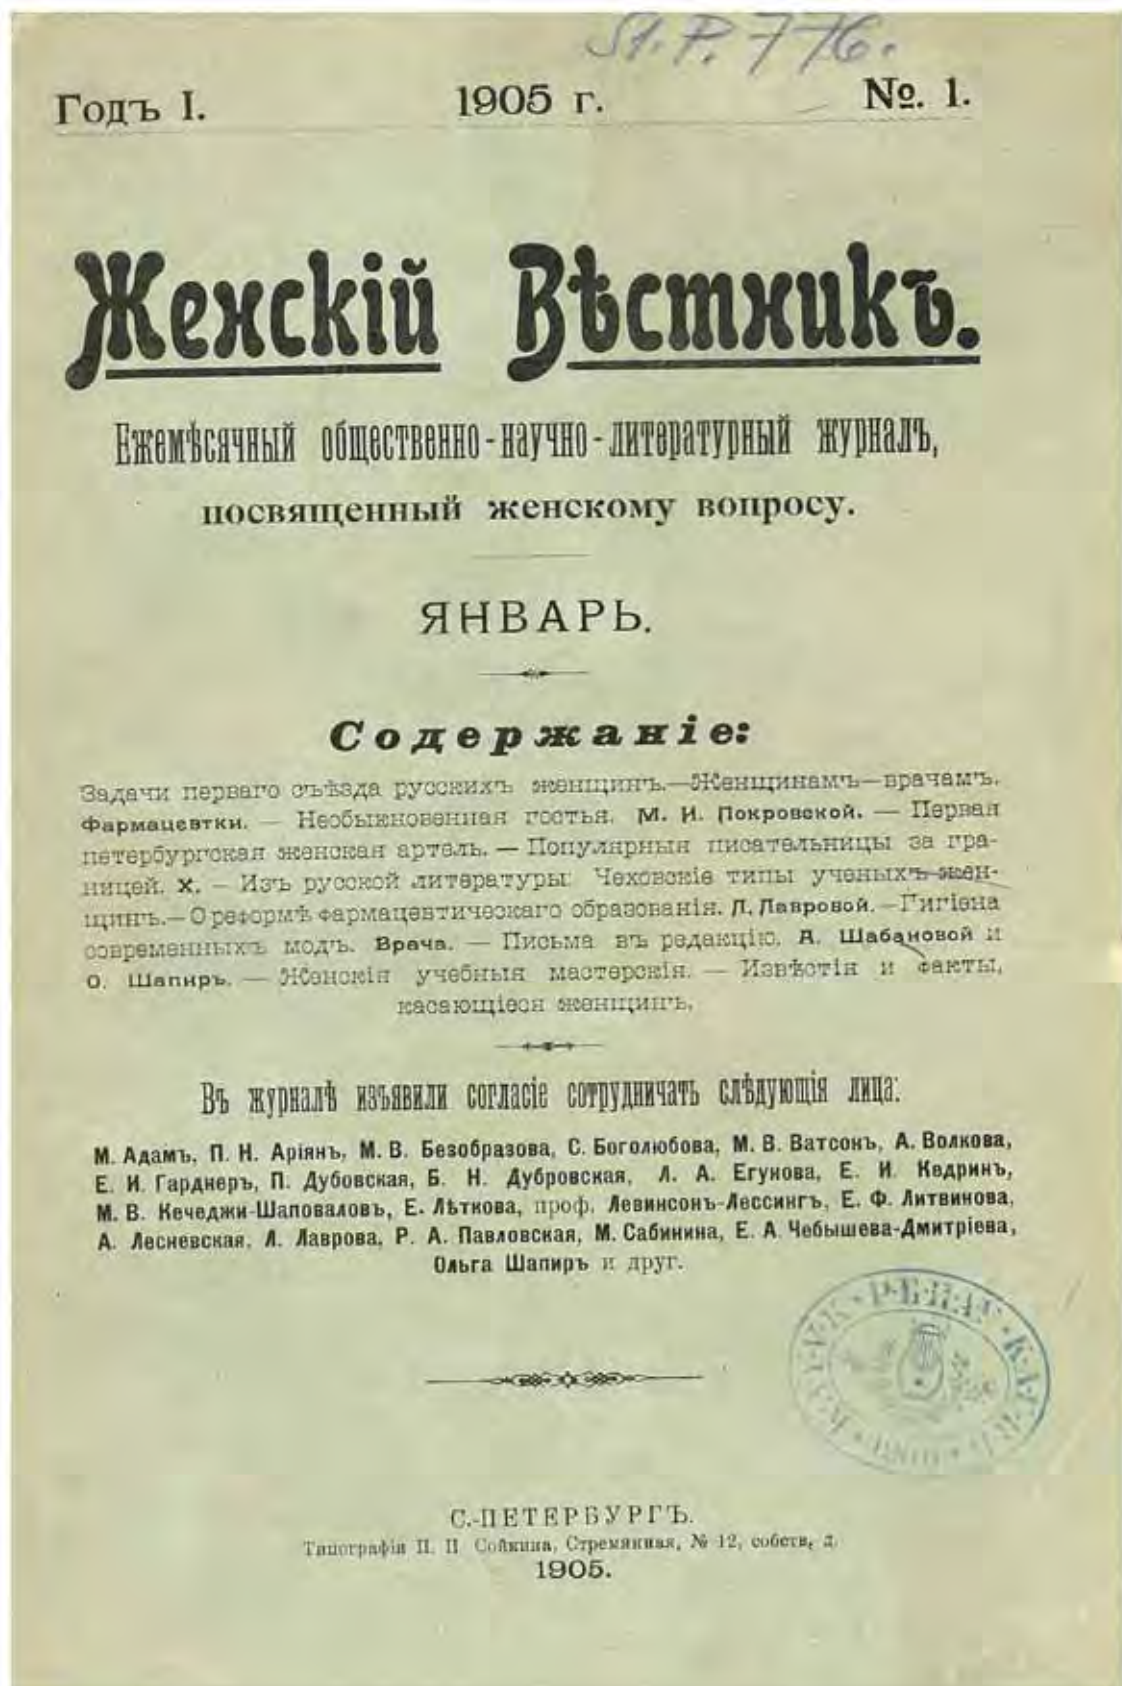 St. P. 776.
Годъ I. 1905 г. №. 1.
Женскій Вѣстникъ.
Ежемѣсячный общественно-научно-литературный журналъ,
посвященный женскому вопросу.
ЯНВАРЬ.
Содержаніе:
Задачи перваго съѣзда русскихъ женщинъ.—Женщинамъ—врачамъ.
Фармацевтки. — Необыкновенная гостья. М. И. Покровской. — Первая
петербургская женская артель. — Популярныя писательницы за гра-
ницей. Х. — Изъ русской литературы: Чеховскіе типы ученыхъ жен-
щинъ.—О реформѣ фармацевтическаго образованія. Л. Лавровой.—Гигіена
современныхъ модъ. Врача. — Письма въ редакцію. А. Шабановой и
О. Шапиръ. — Женскія учебныя мастерскія. — Извѣстія и факты,
касающіеся женщинъ.
Въ журналѣ изъявили согласіе сотрудничать слѣдующія лица:
М. Адамъ, П. Н. Аріянъ, М. В. Безобразова, С. Боголюбова, М. В. Ватсонъ, А. Волкова,
Е. И. Гарднеръ, П. Дубовская, Б. Н. Дубровская, Л. А. Егунова, Е. И. Кедринъ,
М. В. Кечеджи-Шаповаловъ, Е. Лѣткова, проф. Левинсонъ-Лессингъ, Е. Ф. Литвинова,
А. Лесневская, Л. Лаврова, Р. А. Павловская, М. Сабинина, Е. А. Чебышева-Дмитріева,
Ольга Шапиръ и друг.
С.-ПЕТЕРБУРГЪ.
Типографія П. П. Сойкина, Стремянная, № 12, собств. д.
1905.